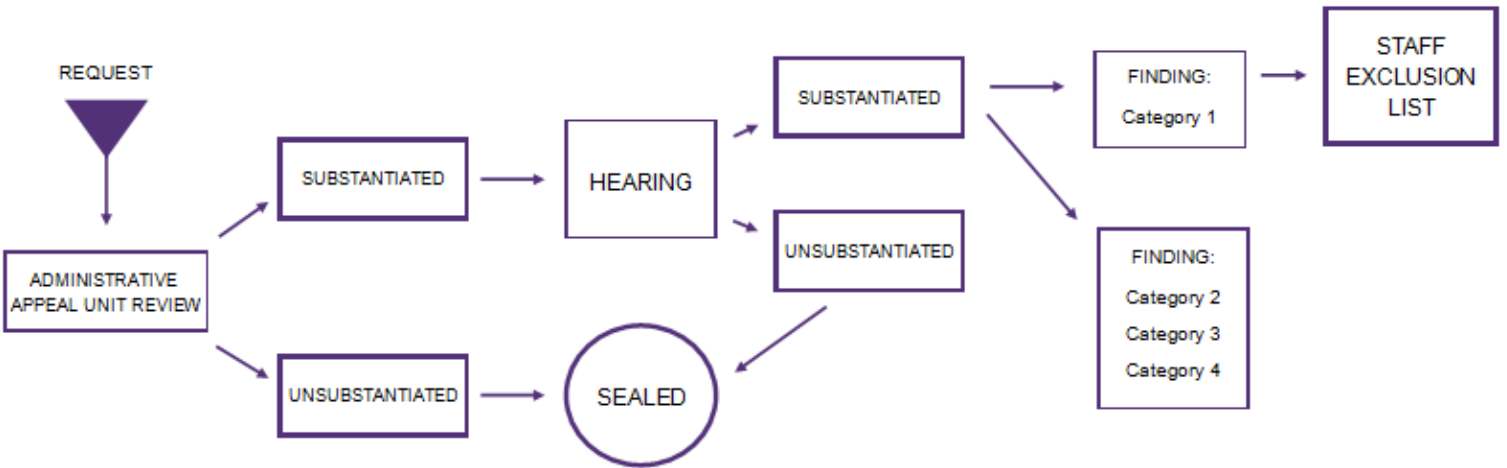 REQUEST
ADMINISTRATIVE
APPEAL UNIT REVIEW
SUBSTANTIATED
UNSUBSTANTIATED
HEARING
SEALED
SUBSTANTIATED
UNSUBSTANTIATED
FINDING:
Category 1
FINDING:
Category 2
Category 3
Category 4
STAFF
EXCLUSION
LIST